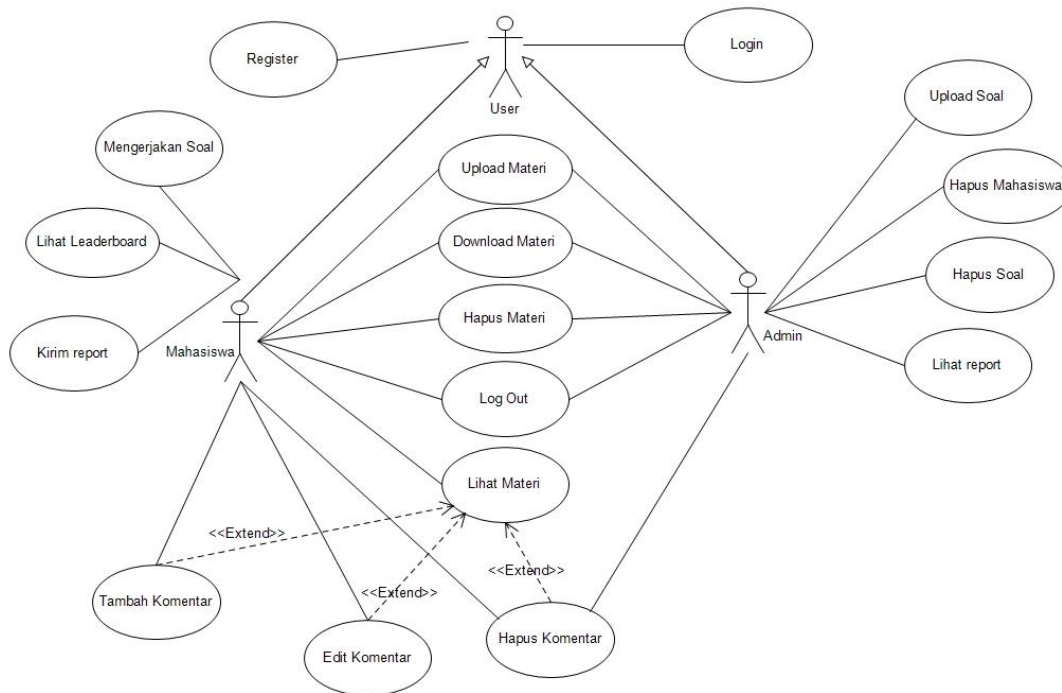 Register
Login
User
Upload Soal
Mengerjakan Soal
Upload Materi
Hapus Mahasiswa
Lihat Leaderboard
Download Materi
Hapus Soal
Hapus Materi
Mahasiswa
Admin
Kirim report
Lihat report
Log Out
Lihat Materi
<<Extend>>
<<Extend>>
<<Extend>>
Tambah Komentar
Hapus Komentar
Edit Komentar